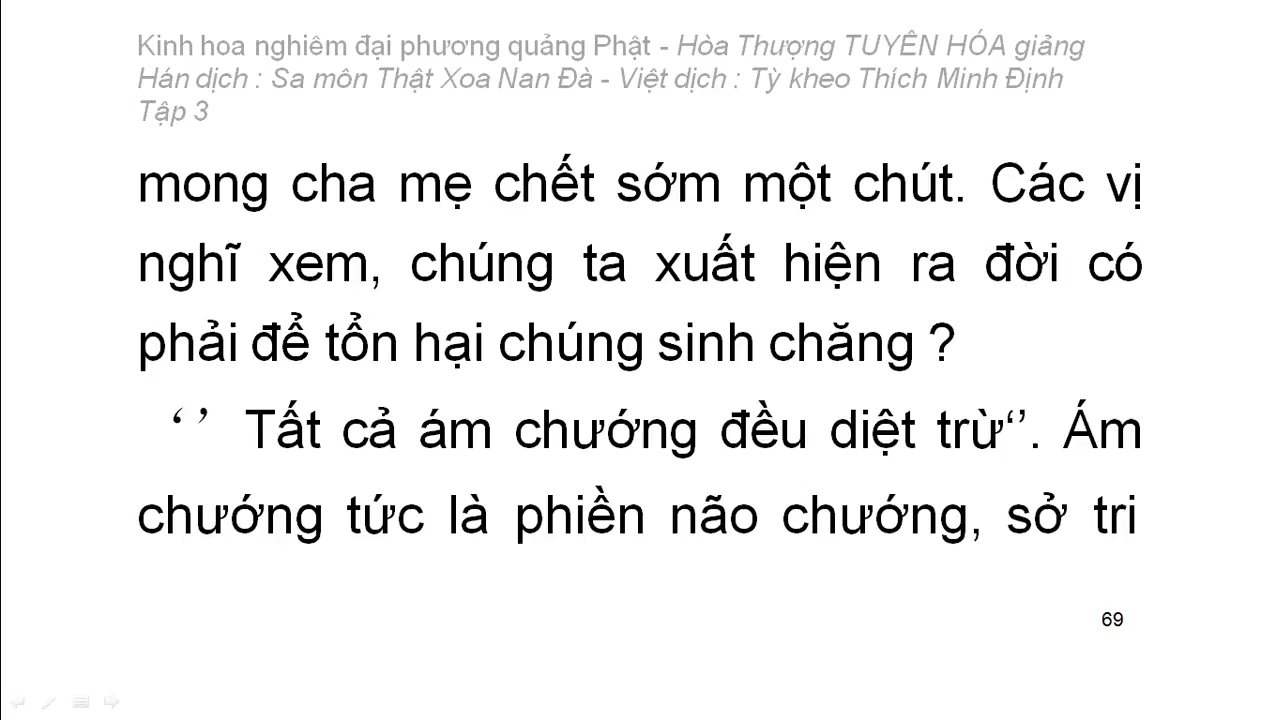 Kinh hoa nghiêm đại phương quảng Phật - Hòa Thượng TUYÊN HÓA giảng
Hán dịch : Sa môn Thật Xoa Nan Đà - Việt dịch : Tỳ kheo Thích Minh Định
Tập 3
mong cha mẹ chết sớm một chút. Các vị
nghĩ xem, chúng ta xuất hiện ra đời có
phải để tổn hại chúng sinh chăng ?
‘’ Tất cả ám chướng đều diệt trừ‘’. Ám
chướng tức là phiền não chướng, sở tri
69